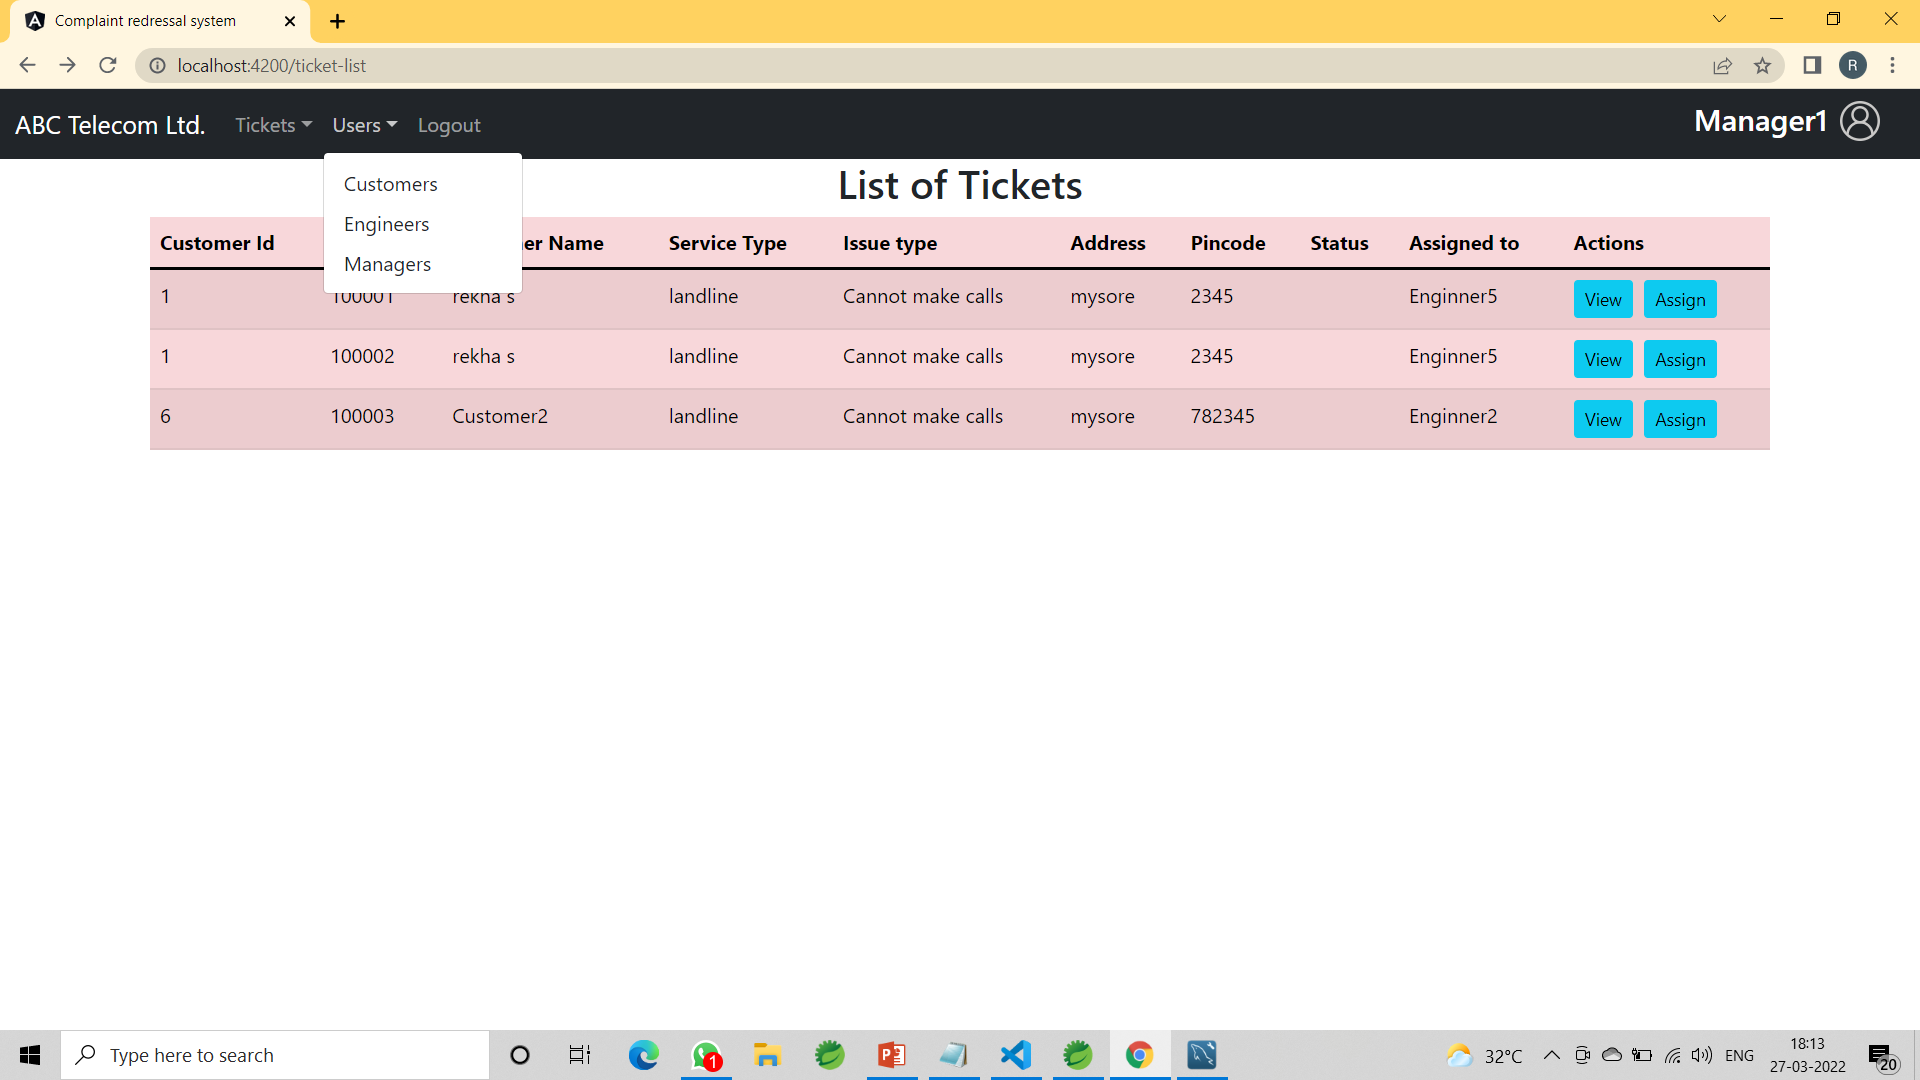 Complaint redressal system
localhost:4200/ticket-list
R
ABC Telecom Ltd. Tickets Users Logout Manager1
Customers
Engineers
Managers
List of Tickets
Customer Id er Name Service Type Issue type Address Pincode Status Assigned to Actions
1 100001 rekha s landline Cannot make calls mysore 2345 Enginner5 View Assign
1 100002 rekha s landline Cannot make calls mysore 2345 Enginner5 View Assign
6 100003 Customer2 landline Cannot make calls mysore 782345 Enginner2 View Assign
Type here to search
1
32°C
ENG
18:13
27-03-2022
20